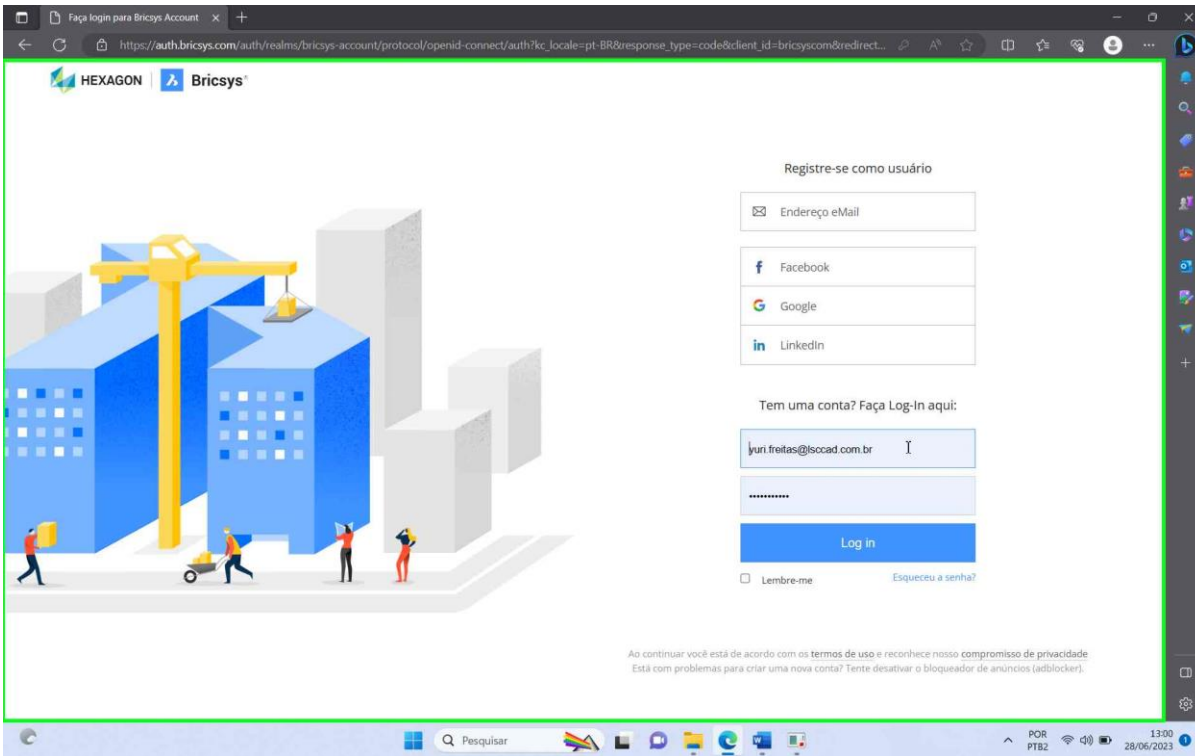 Faça login para Bricsys Account
https://auth.bricsys.com/auth/realms/bricsys-account/protocol/openid-connect/auth?kc_locale=pt-BR&response_type=code&client_id=bricsyscom&redirect...
HEXAGON Bricsys®
Registre-se como usuário
Endereço eMail
Facebook
Google
LinkedIn
Tem uma conta? Faça Log-In aqui:
yuri.freitas@lsccad.com.br
•••••••••••
Log in
Lembre-me Esqueceu a senha?
Ao continuar você está de acordo com os termos de uso e reconhece nosso compromisso de privacidade
Está com problemas para criar uma nova conta? Tente desativar o bloqueador de anúncios (adblocker).
Pesquisar
POR 13:00
PTB2 28/06/2023 1